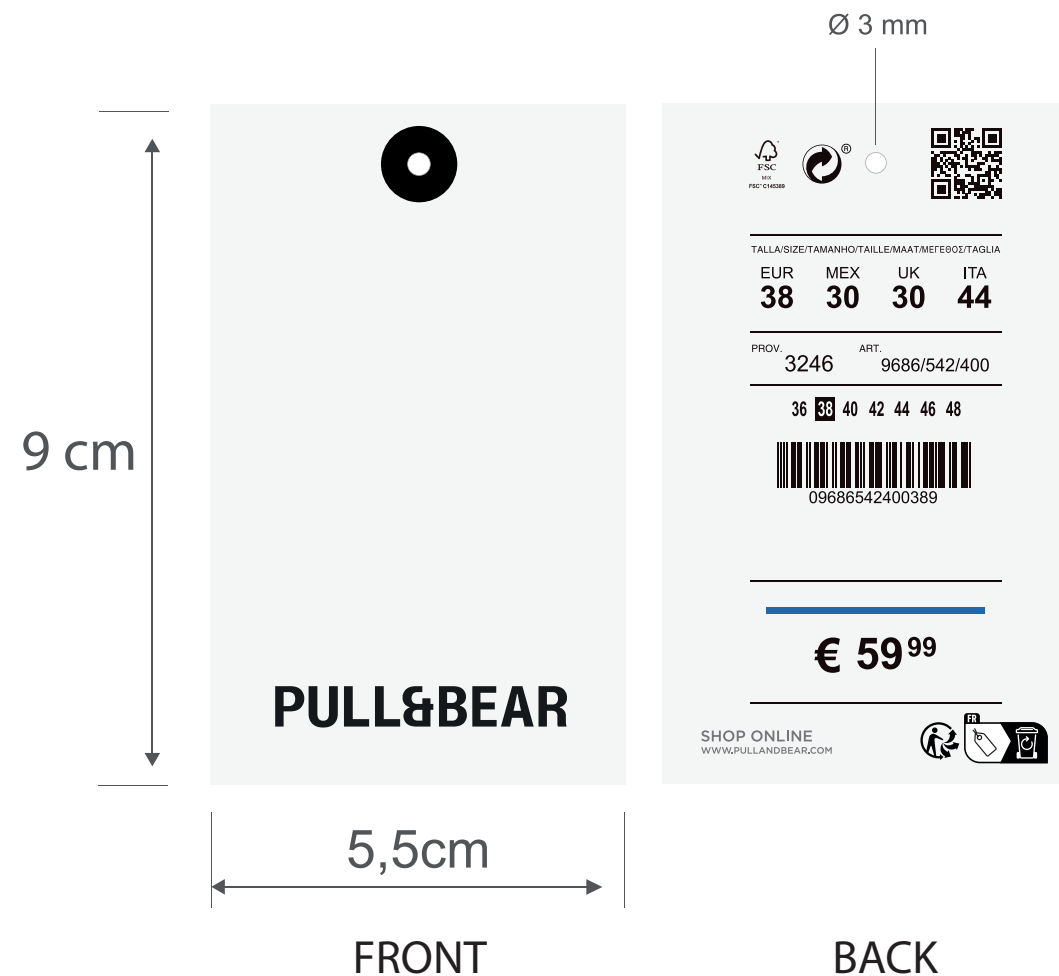 Ø 3 mm
FSC
MIX
FSC™ C145389
®
TALLA/SIZE/TAMANHO/TAILLE/MAAT/ΜΕΓΕΘΟΣ/TAGLIA
EUR MEX UK ITA
38 30 30 44
PROV. 3246 ART. 9686/542/400
36 38 40 42 44 46 48
9 cm
09686542400389
€ 59 99
PULL&BEAR
FR
SHOP ONLINE
WWW.PULLANDBEAR.COM
5,5cm
FRONT BACK